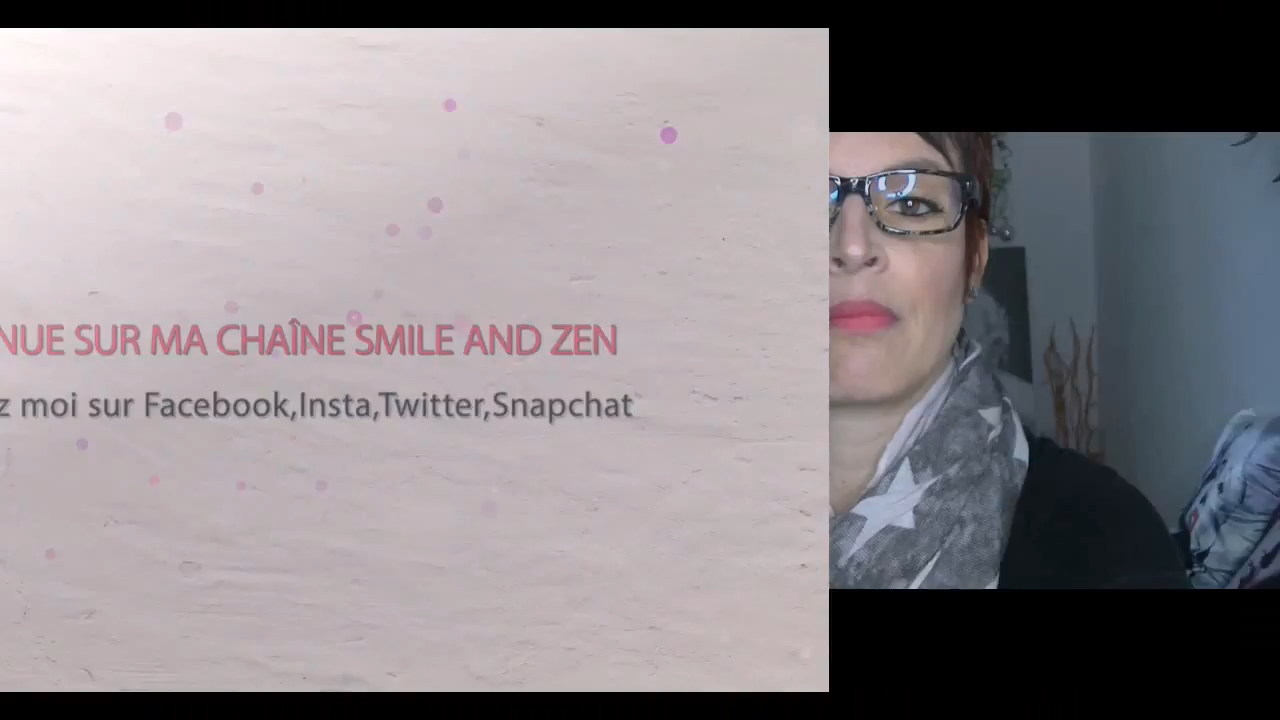 NUE SUR MA CHAÎNE SMILE AND ZEN
z moi sur Facebook,Insta,Twitter,Snapchat